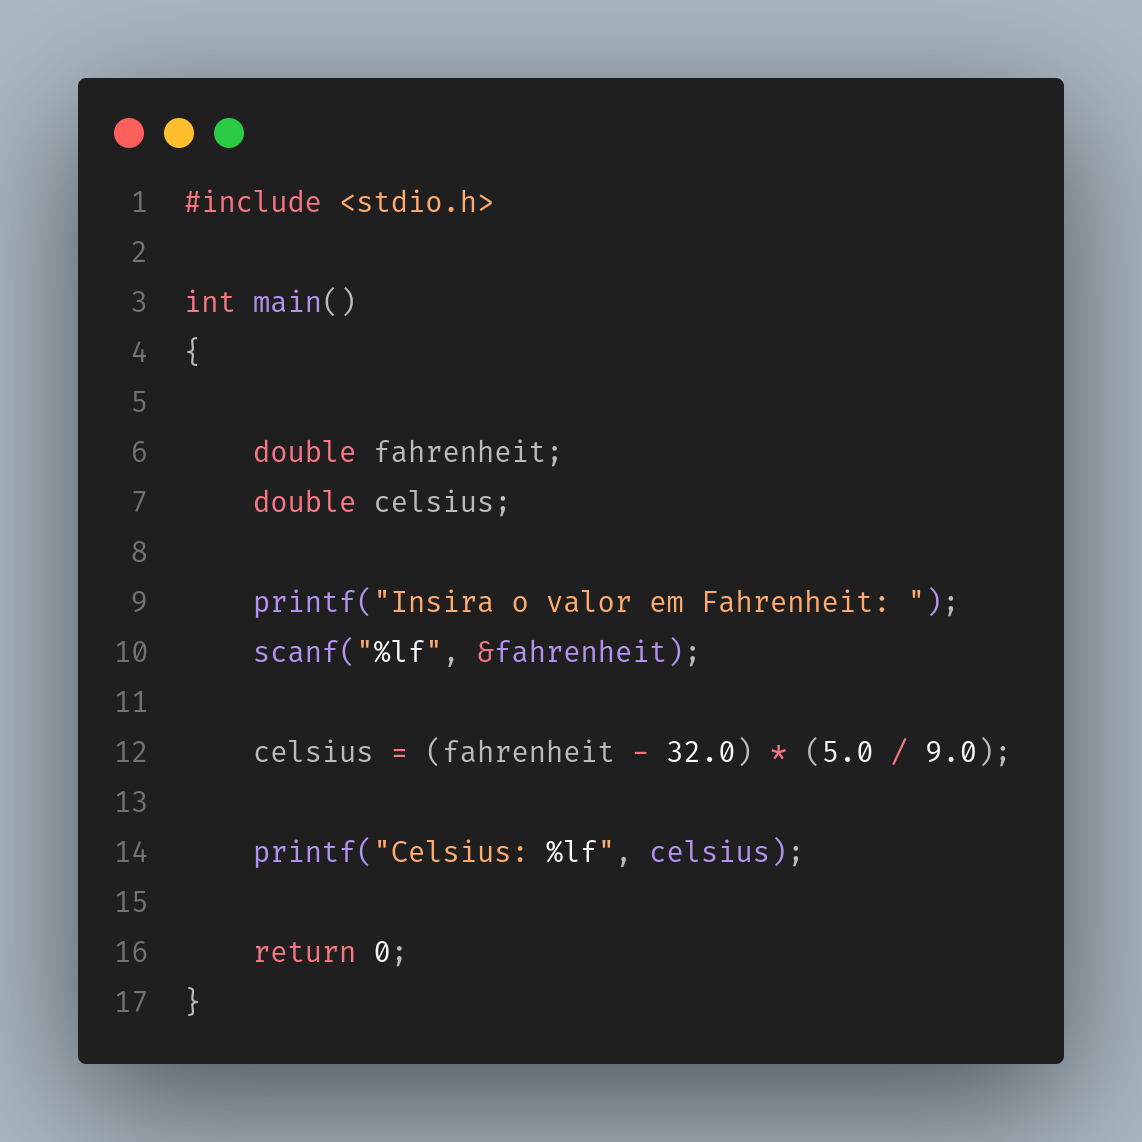 1 #include <stdio.h>
2
3 int main()
4 {
5
6     double fahrenheit;
7     double celsius;
8
9     printf("Insira o valor em Fahrenheit: ");
10     scanf("%lf", &fahrenheit);
11
12     celsius = (fahrenheit - 32.0) * (5.0 / 9.0);
13
14     printf("Celsius: %lf", celsius);
15
16     return 0;
17 }